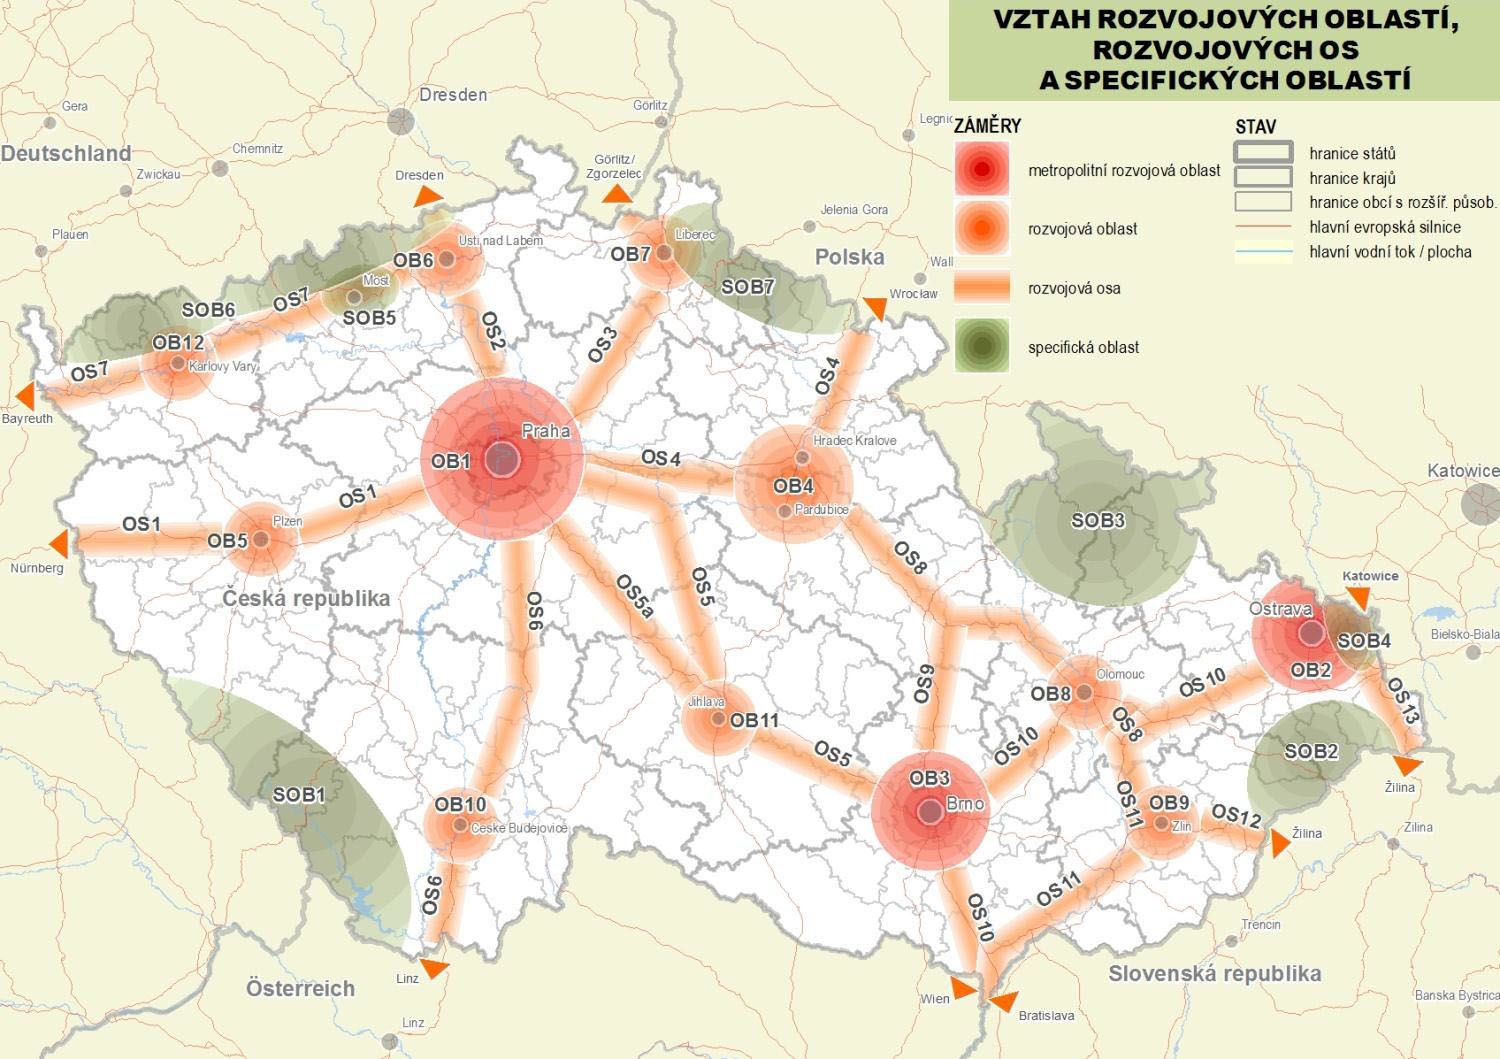 VZTAH ROZVOJOVÝCH OBLASTÍ,
ROZVOJOVÝCH OS
A SPECIFICKÝCH OBLASTÍ
ZÁMĚRY
metropolitní rozvojová oblast
rozvojová oblast
rozvojová osa
specifická oblast
STAV
hranice států
hranice krajů
hranice obcí s rozšíř. působ.
hlavní evropská silnice
hlavní vodní tok / plocha
Dresden
Gera
Görlitz
Deutschland
Chemnitz
Zwickau
Görlitz/
Zgorzelec
Dresden
Plauen
Jelenia Gora
Polska
Wrocław
Liberec
Usti nad Labem
OB6
OB7
SOB7
Most
OS7
SOB6
SOB5
OS2
OS3
OB12
Karlovy Vary
OS7
Bayreuth
OS4
Praha
OB1
OS4
Hradec Kralove
OB4
Pardubice
OS1
OS1
Plzen
OB5
Nürnberg
Česká republika
OS6
OS5a
OS5
OS8
SOB3
Katowice
Katowice
Ostrava
SOB4
Bielsko-Biala
OB2
OS9
Olomouc
OB8
OS10
OS13
Jihlava
OB11
OS8
OS5
OS10
SOB2
Žilina
SOB1
OB10
Ceske Budejovice
OB3
Brno
OS11
OB9
Zlin
OS12
Žilina
Zilina
OS6
OS11
OS10
Trencin
Slovenská republika
Linz
Österreich
Wien
Bratislava
Banska Bystrica
Linz